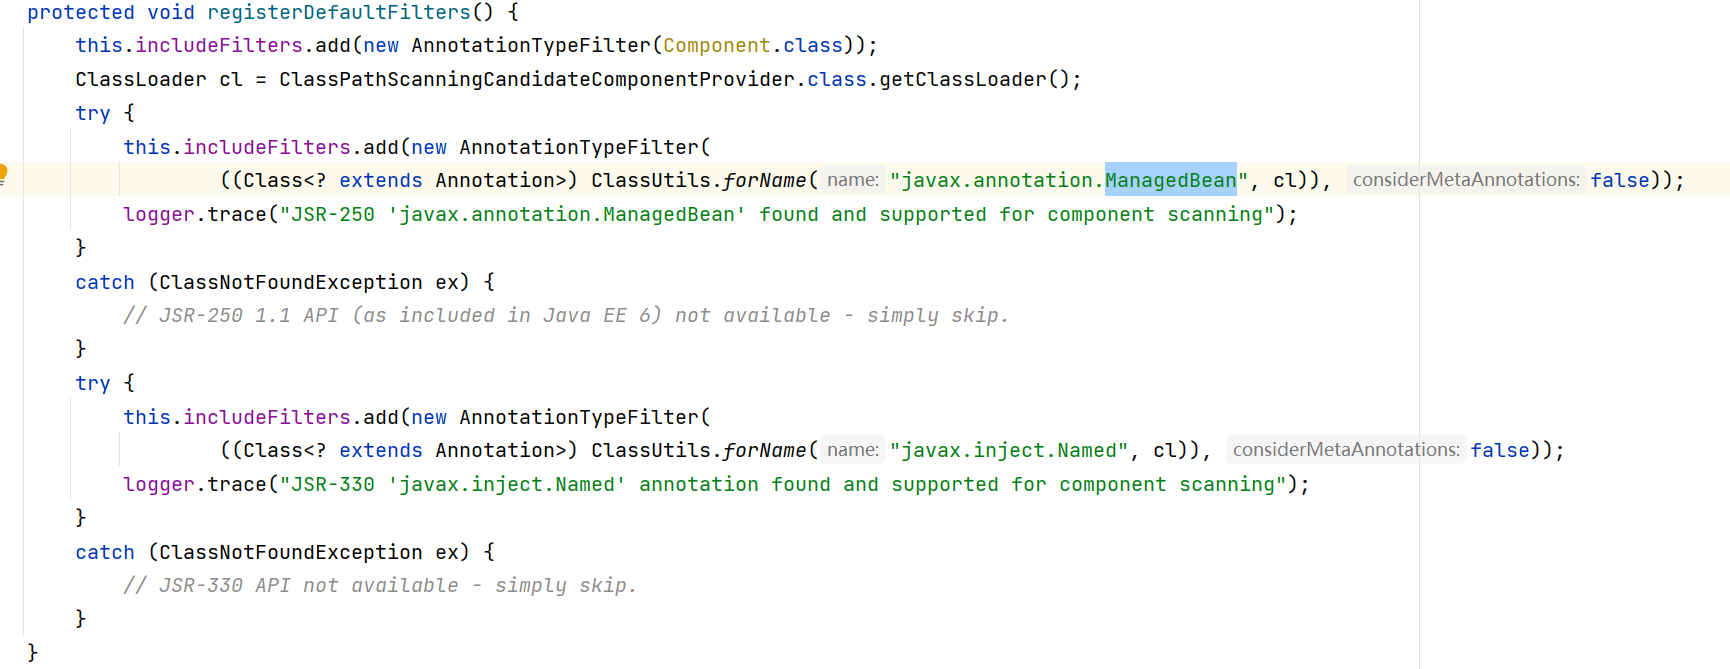 protected void registerDefaultFilters() {
this.includeFilters.add(new AnnotationTypeFilter(Component.class));
ClassLoader cl = ClassPathScanningCandidateComponentProvider.class.getClassLoader();
try {
this.includeFilters.add(new AnnotationTypeFilter(
((Class<? extends Annotation>) ClassUtils.forName( name: "javax.annotation.ManagedBean", cl)), considerMetaAnnotations: false));
logger.trace("JSR-250 'javax.annotation.ManagedBean' found and supported for component scanning");
}
catch (ClassNotFoundException ex) {
// JSR-250 1.1 API (as included in Java EE 6) not available - simply skip.
}
try {
this.includeFilters.add(new AnnotationTypeFilter(
((Class<? extends Annotation>) ClassUtils.forName( name: "javax.inject.Named", cl)), considerMetaAnnotations: false));
logger.trace("JSR-330 'javax.inject.Named' annotation found and supported for component scanning");
}
catch (ClassNotFoundException ex) {
// JSR-330 API not available - simply skip.
}
}